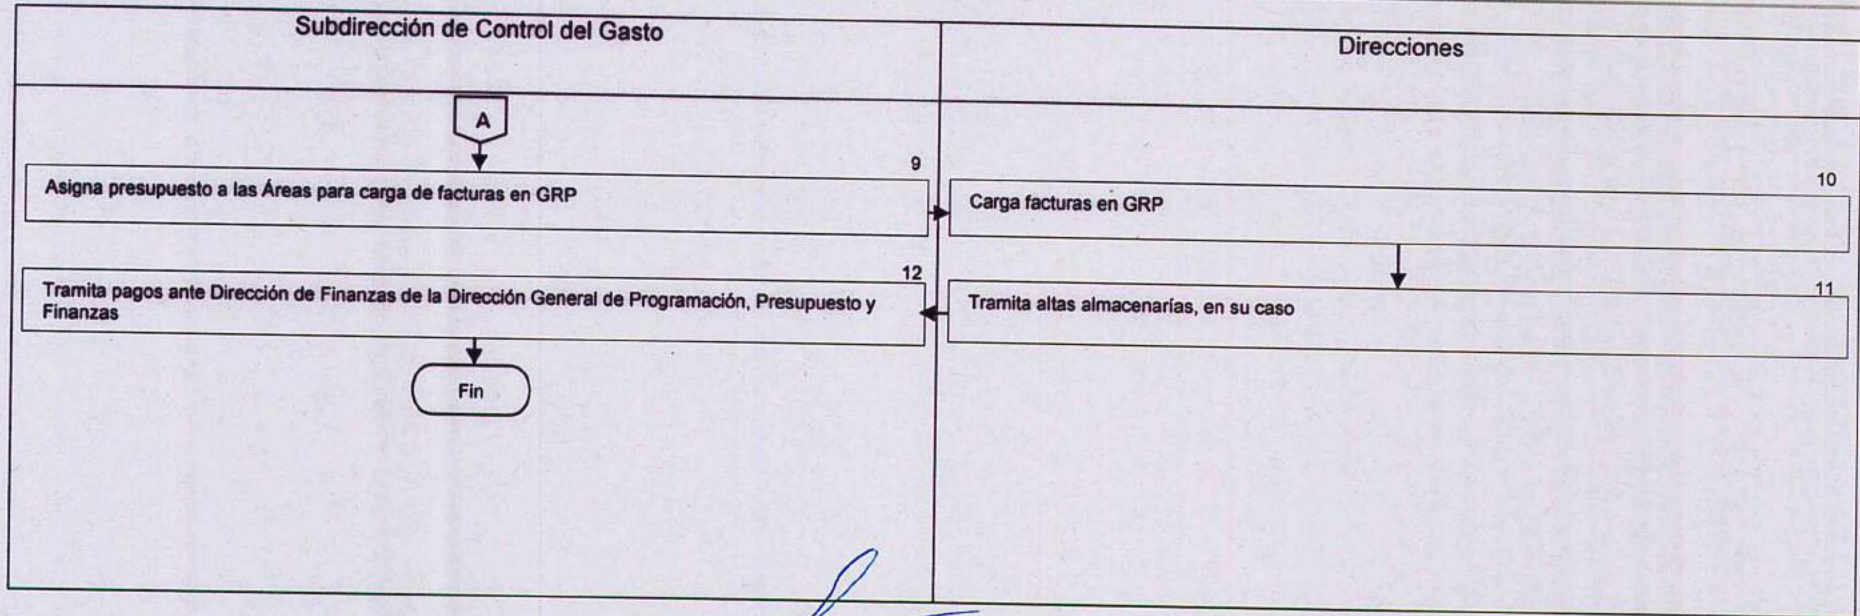 Subdirección de Control del Gasto
Direcciones
A
9
Asigna presupuesto a las Áreas para carga de facturas en GRP
10
Carga facturas en GRP
12
Tramita pagos ante Dirección de Finanzas de la Dirección General de Programación, Presupuesto y
Finanzas
11
Tramita altas almacenarías, en su caso
Fin